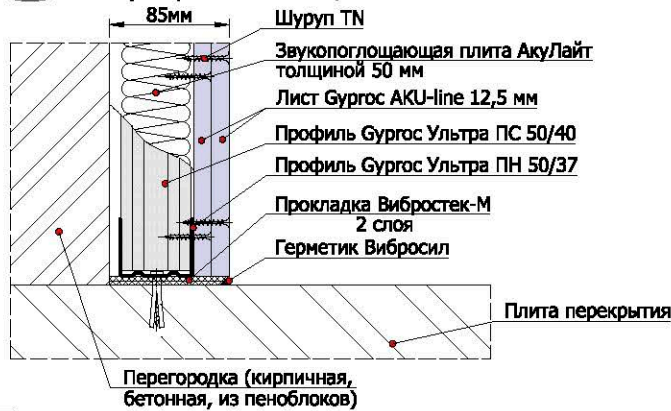 85мм
Шуруп TN
Звукопоглощающая плита АкуЛайт
толщиной 50 мм
Лист Gyproc AKU-line 12,5 мм
Профиль Gyproc Ультра ПС 50/40
Профиль Gyproc Ультра ПН 50/37
Прокладка Вибростек-М
2 слоя
Герметик Вибросил
Плита перекрытия
Перегородка (кирпичная,
бетонная, из пеноблоков)